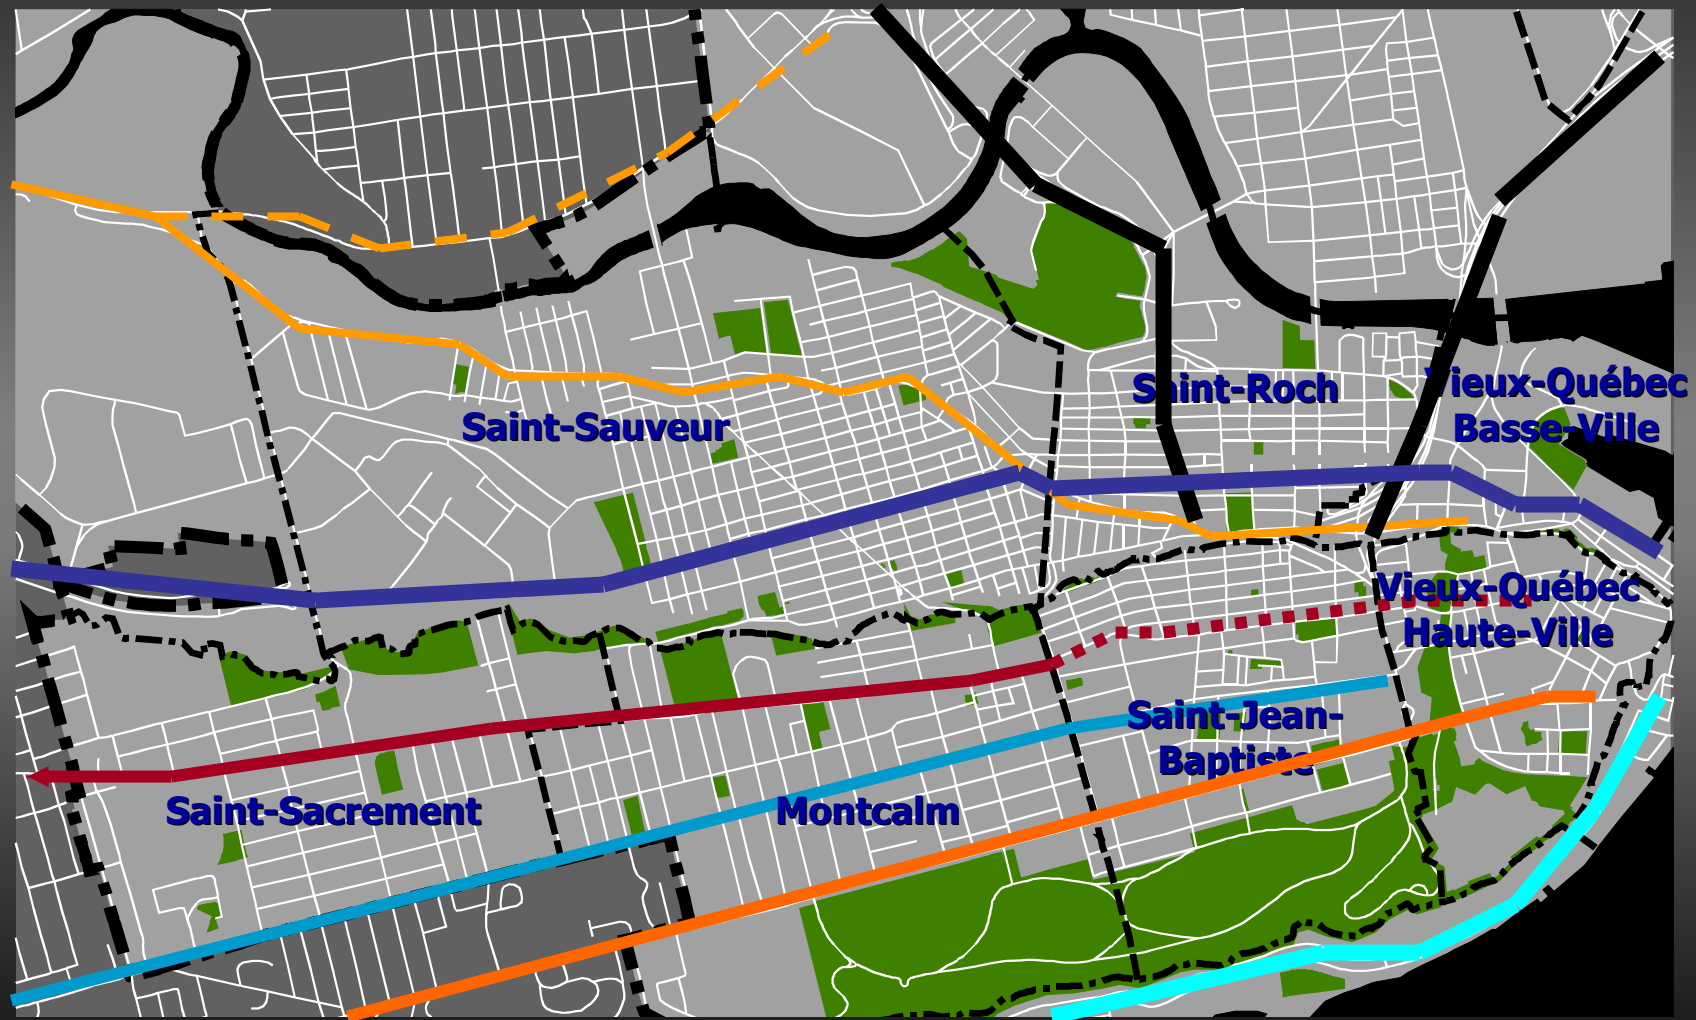 Saint-Roch
Vieux-Québec
Basse-Ville
Saint-Sauveur
Vieux-Québec
Haute-Ville
Saint-Jean-
Baptiste
Saint-Sacrement
Montcalm